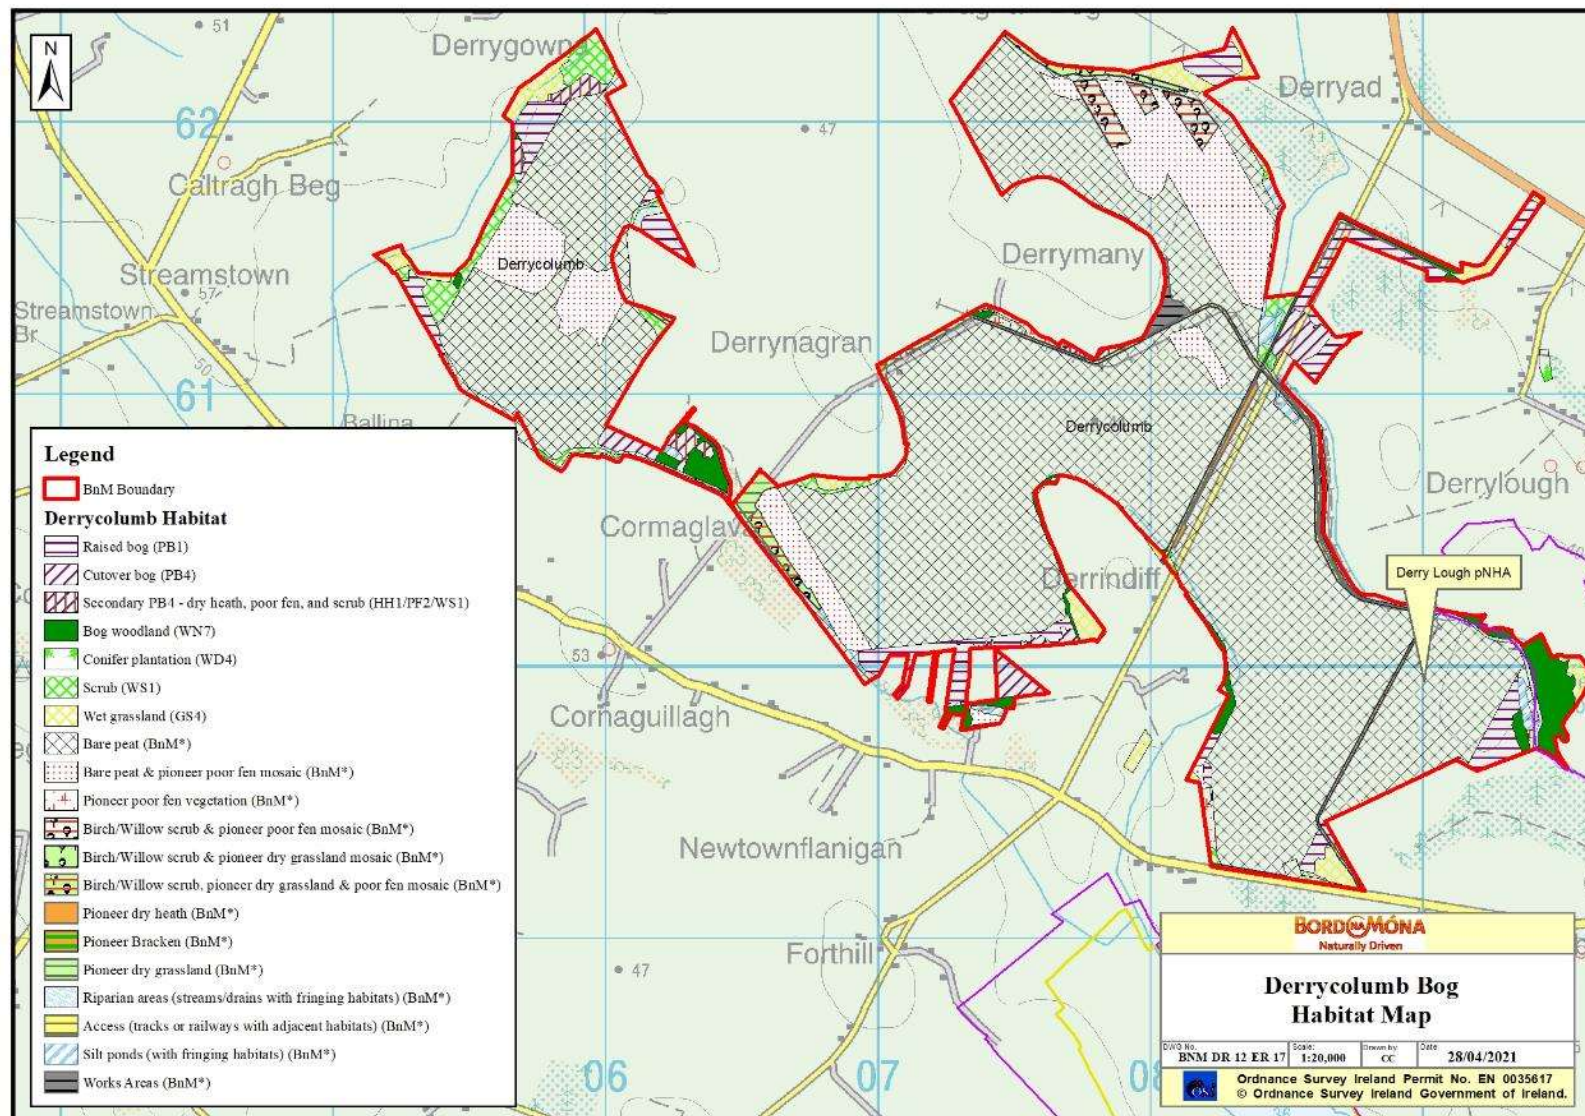 N
51
Derrygowna
62
47
Derryad
Caltragh Beg
Derrycolumb
Derrymany
Streamstown
57
Streamstown
Br
Derrynagran
50
61
Ballina
Derrycolumb
Derrylough
Cormaglava
Derrindiff
Derry Lough pNHA
53
Cornaguillagh
Newtownflanigan
Forthill
47
06
07
08
Legend
BnM Boundary
Derrycolumb Habitat
Raised bog (PB1)
Cutover bog (PB4)
Secondary PB4 - dry heath, poor fen, and scrub (HH1/PF2/WS1)
Bog woodland (WN7)
Conifer plantation (WD4)
Scrub (WS1)
Wet grassland (GS4)
Bare peat (BnM*)
Bare peat & pioneer poor fen mosaic (BnM*)
Pioneer poor fen vegetation (BnM*)
Birch/Willow scrub & pioneer poor fen mosaic (BnM*)
Birch/Willow scrub & pioneer dry grassland mosaic (BnM*)
Birch/Willow scrub, pioneer dry grassland & poor fen mosaic (BnM*)
Pioneer dry heath (BnM*)
Pioneer Bracken (BnM*)
Pioneer dry grassland (BnM*)
Riparian areas (streams/drains with fringing habitats) (BnM*)
Access (tracks or railways with adjacent habitats) (BnM*)
Silt ponds (with fringing habitats) (BnM*)
Works Areas (BnM*)
BORD NA MÓNA
Naturally Driven
Derrycolumb Bog
Habitat Map
DWG No. Scale: Drawn by Date
BNM DR 12 ER 17 1:20,000 CC 28/04/2021
OSi
Ordnance Survey Ireland Permit No. EN 0035617
© Ordnance Survey Ireland Government of Ireland.